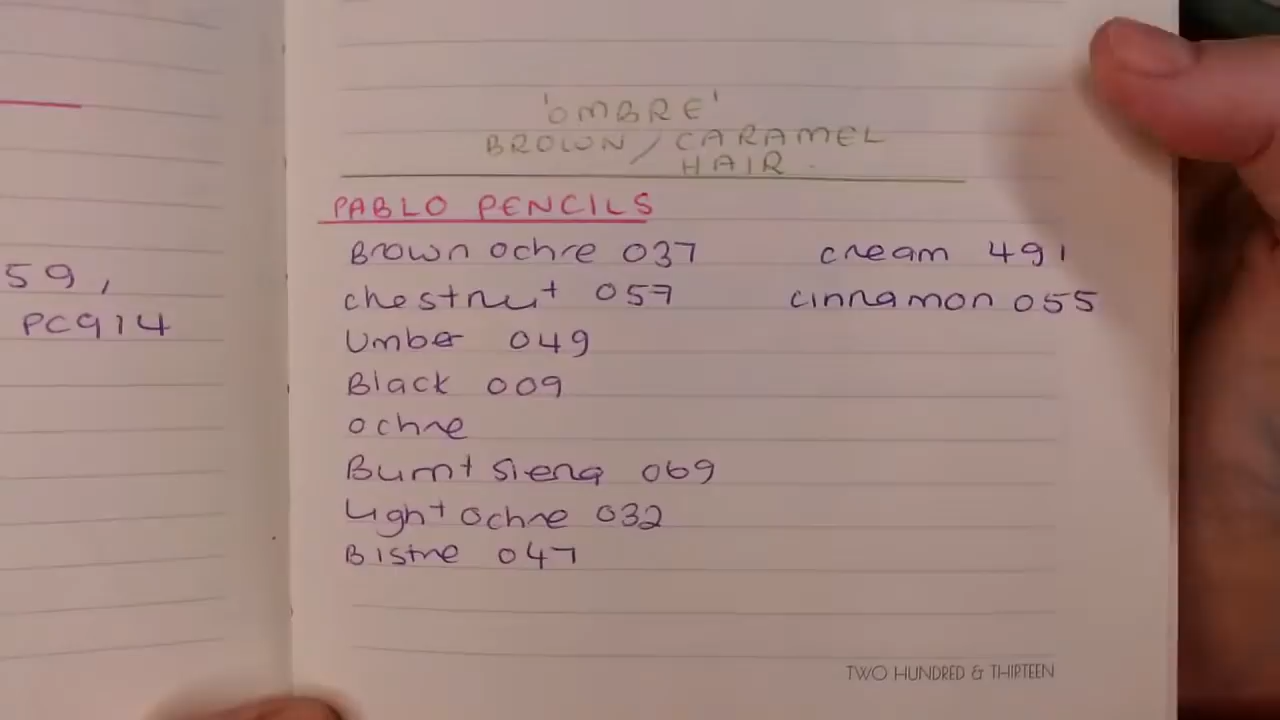 59,
PC914
'OMBRE'
BROWN / CARAMEL
HAIR.
PABLO PENCILS
Brown ochre 037
chestnut 057
Umber 049
Black 009
ochre
Burnt siena 069
Light ochre 032
Bistre 047
cream 491
cinnamon 055
TWO HUNDRED & THIRTEEN